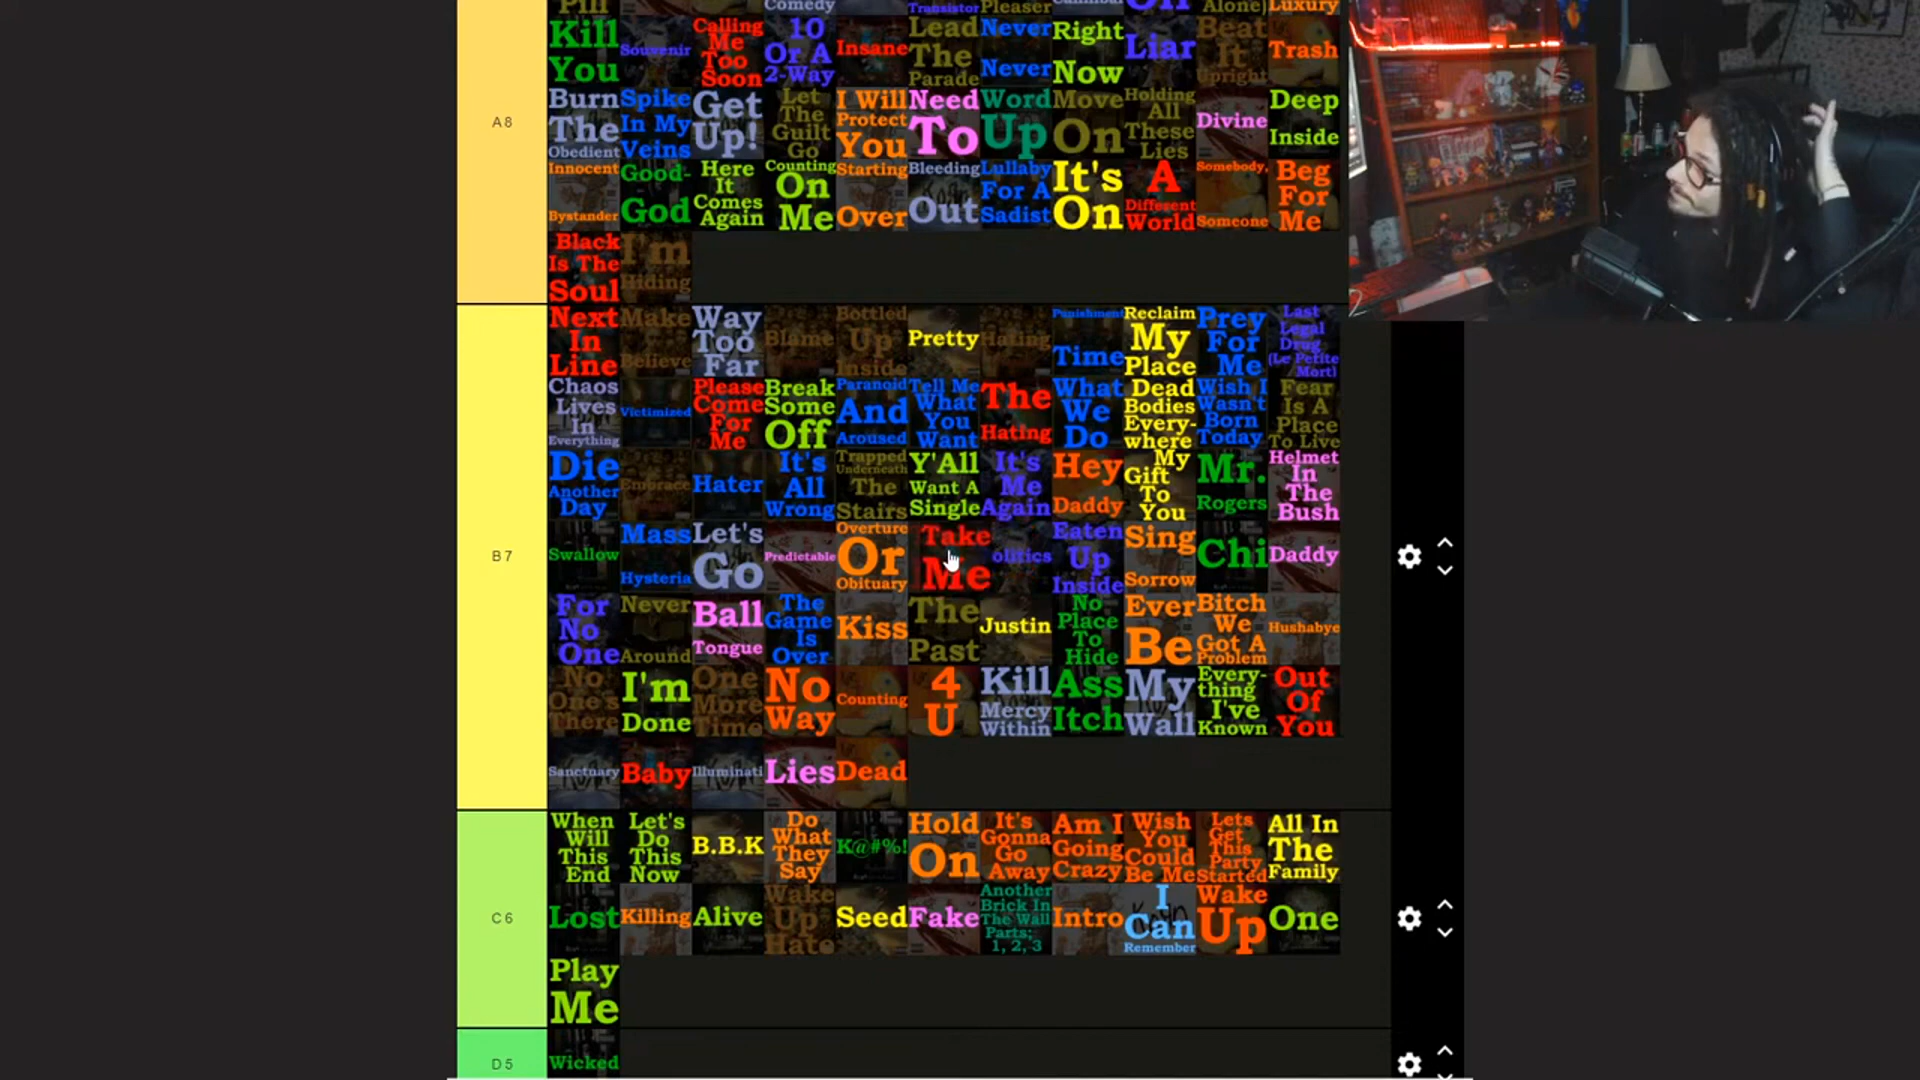 Pill
Comedy
Transistor
Pleaser
Cannibal
On
Alone)
Luxury
Kill
You
Souvenir
Calling
Me
Too
Soon
10
Or A
2-Way
Insane
Lead
The
Parade
Never
Never
Right
Now
Liar
Beat
It
Upright
Trash
A8
Burn
The
Obedient
Spike
In My
Veins
Get
Up!
Let
The
Guilt
Go
I Will
Protect
You
Need
To
Word
Up
Move
On
Holding
All
These
Lies
Divine
Deep
Inside
Innocent
Bystander
Good-
God
Here
It
Comes
Again
Counting
On
Me
Starting
Over
Bleeding
Out
Lullaby
For A
Sadist
It's
On
A
Different
World
Somebody,
Someone
Beg
For
Me
Black
Is The
Soul
I'm
Hiding
B7
Next
In
Line
Make
Believe
Way
Too
Far
Blame
Bottled
Up
Inside
Pretty
Hating
Punishment
Time
Reclaim
My
Place
Prey
For
Me
Last
Legal
Drug
(Le Petite
Mort)
Chaos
Lives
In
Everything
Victimized
Please
Come
For
Me
Break
Some
Off
Paranoid
And
Aroused
Tell Me
What
You
Want
The
Hating
What
We
Do
Dead
Bodies
Every-
where
Wish I
Wasn't
Born
Today
Fear
Is A
Place
To Live
Die
Another
Day
Embrace
Hater
It's
All
Wrong
Trapped
Underneath
The
Stairs
Y'All
Want A
Single
It's
Me
Again
Hey
Daddy
My
Gift
To
You
Mr.
Rogers
Helmet
In
The
Bush
Swallow
Mass
Hysteria
Let's
Go
Predictable
Overture
Or
Obituary
Take
Me
olitics
Eaten
Up
Inside
Sing
Sorrow
Chi
Daddy
For
No
One
Never
Around
Ball
Tongue
The
Game
Is
Over
Kiss
The
Past
Justin
No
Place
To
Hide
Ever
Be
Bitch
We
Got A
Problem
Hushabye
No
One's
There
I'm
Done
One
More
Time
No
Way
Counting
4
U
Kill
Mercy
Within
Ass
Itch
My
Wall
Every-
thing
I've
Known
Out
Of
You
Sanctuary
Baby
Illuminati
Lies
Dead
C6
When
Will
This
End
Let's
Do
This
Now
B.B.K
Do
What
They
Say
K@#%!
Hold
On
It's
Gonna
Go
Away
Am I
Going
Crazy
Wish
You
Could
Be Me
Lets
Get
This
Party
Started
All In
The
Family
Lost
Killing
Alive
Wake
Up
Hate
Seed
Fake
Another
Brick In
The Wall
Parts;
1, 2, 3
Intro
I
Can
Remember
Wake
Up
One
Play
Me
D5
Wicked